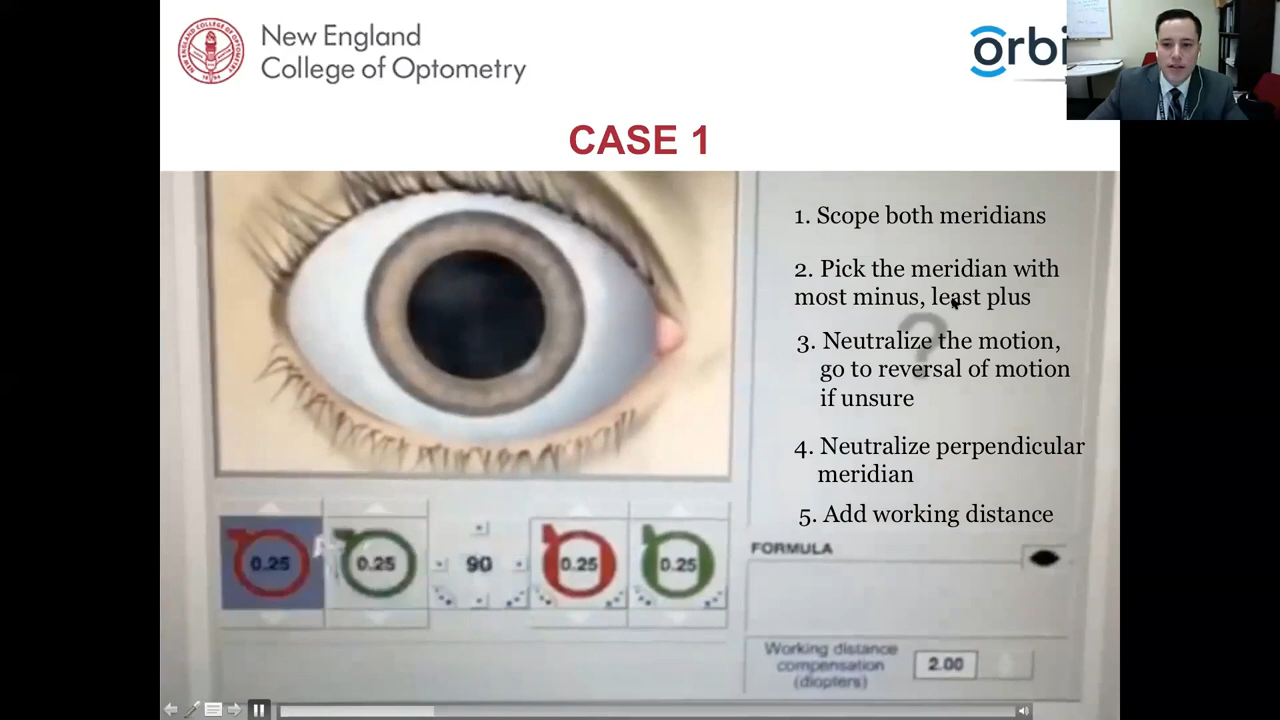 New England
College of Optometry
orbi
CASE 1
1. Scope both meridians
2. Pick the meridian with
most minus, least plus
?
3. Neutralize the motion,
go to reversal of motion
if unsure
4. Neutralize perpendicular
meridian
5. Add working distance
FORMULA
0.25
0.25
90
0.25
0.25
Working distance
compensation
(diopters)
2.00